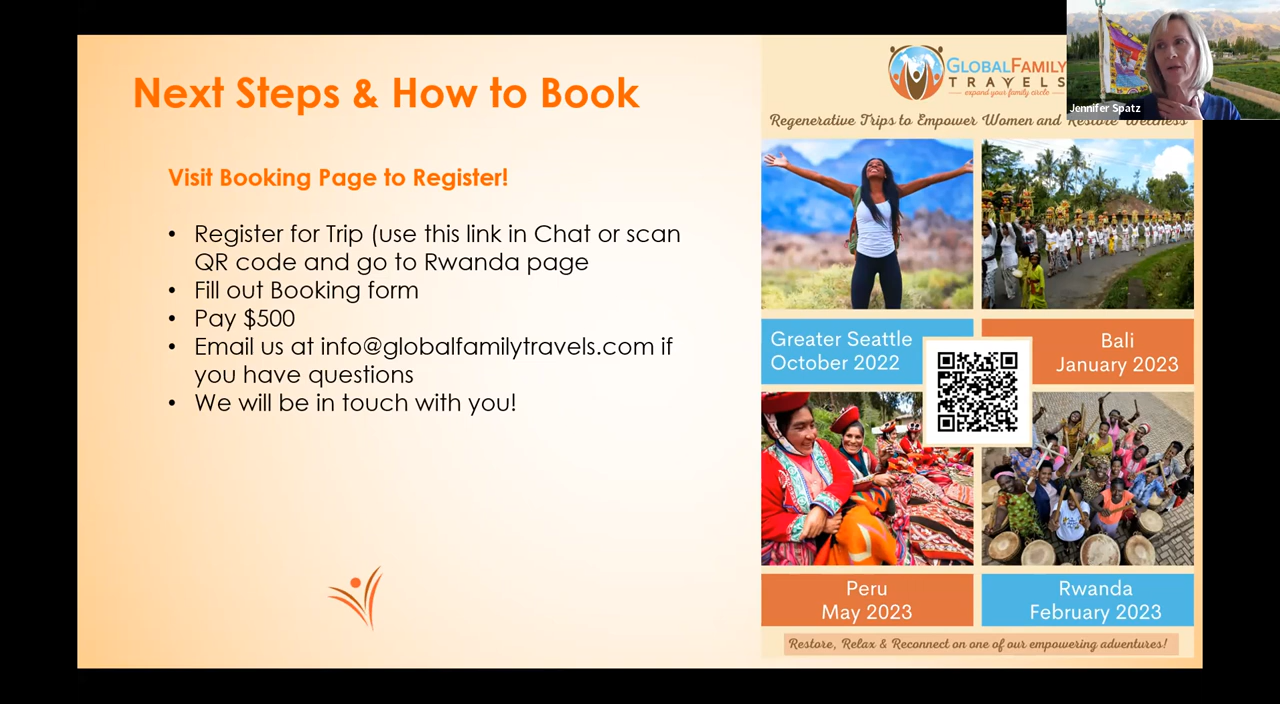 Next Steps & How to Book
Visit Booking Page to Register!
• Register for Trip (use this link in Chat or scan
QR code and go to Rwanda page
• Fill out Booking form
• Pay $500
• Email us at info@globalfamilytravels.com if
you have questions
• We will be in touch with you!
GLOBALFAMILY
TRAVELS
expand your family circle
Jennifer Spatz
Regenerative Trips to Empower Women and Restore Wellness
Greater Seattle
October 2022
Bali
January 2023
Peru
May 2023
Rwanda
February 2023
Restore, Relax & Reconnect on one of our empowering adventures!